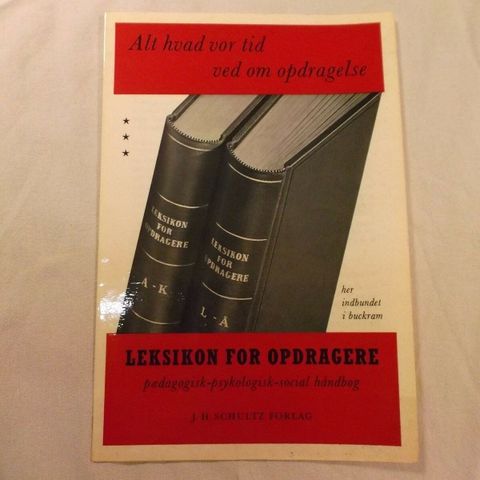 Alt hvad vor tid
ved om opdragelse
LEKSIKON
FOR
OPDRAGERE
A - K
LEKSIKON
FOR
OPDRAGERE
L - Å
her
indbundet
i buckram
LEKSIKON FOR OPDRAGERE
pædagogisk-psykologisk-social håndbog
J. H. SCHULTZ FORLAG